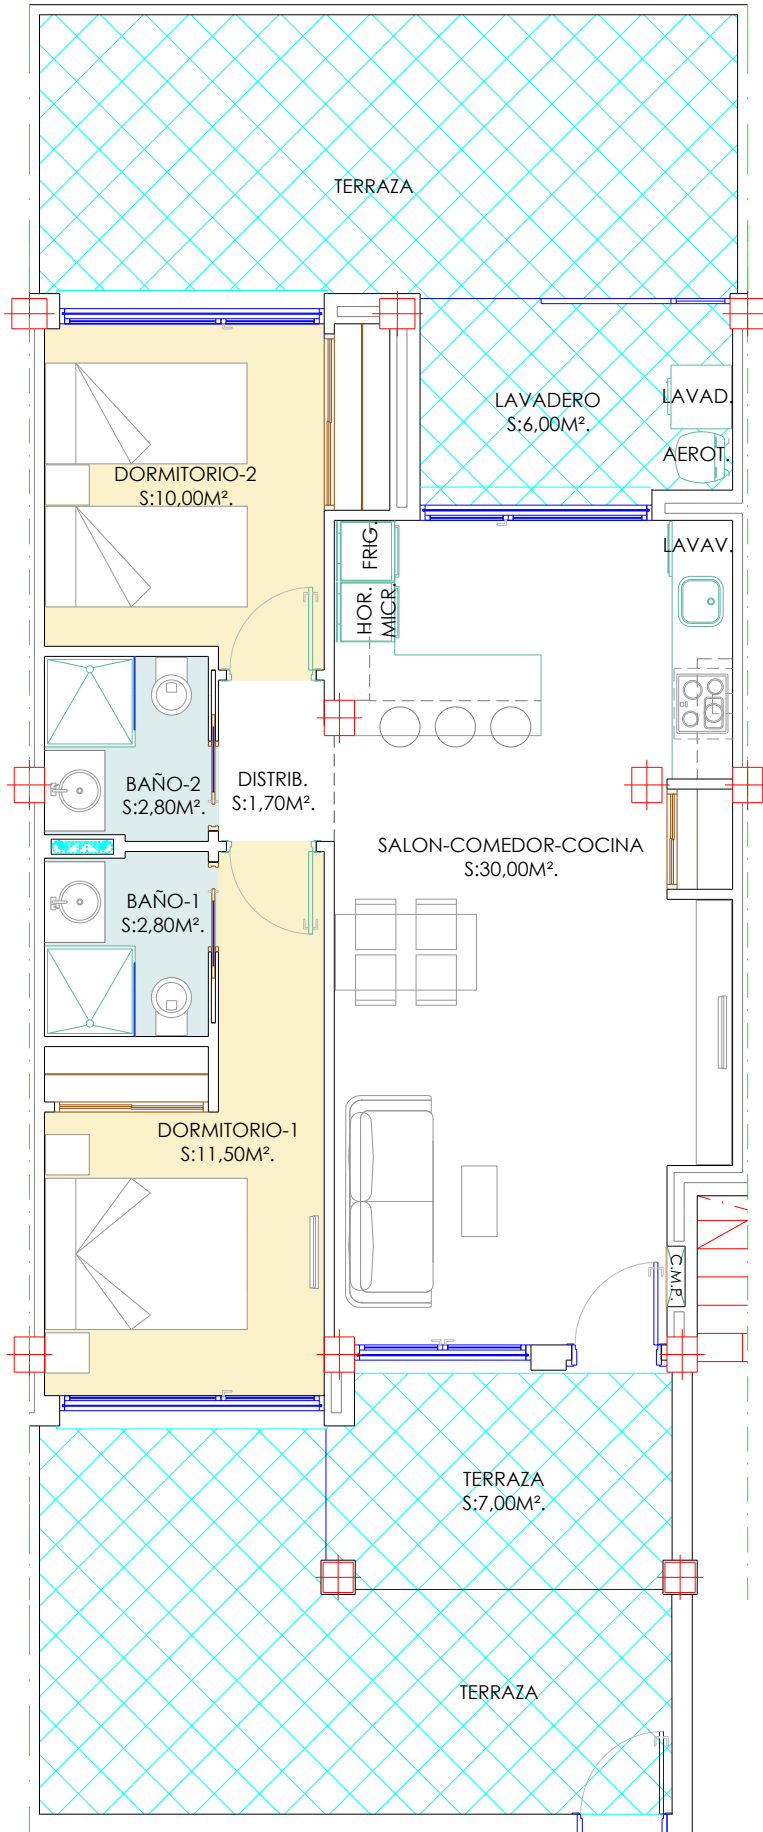 TERRAZA
LAVADERO
S:6,00M².
LAVAD.
AEROT.
DORMITORIO-2
S:10,00M².
FRIG.
HOR.
MICR.
LAVAV.
BAÑO-2
S:2,80M².
DISTRIB.
S:1,70M².
SALON-COMEDOR-COCINA
S:30,00M².
BAÑO-1
S:2,80M².
DORMITORIO-1
S:11,50M².
C.M.P.
TERRAZA
S:7,00M².
TERRAZA